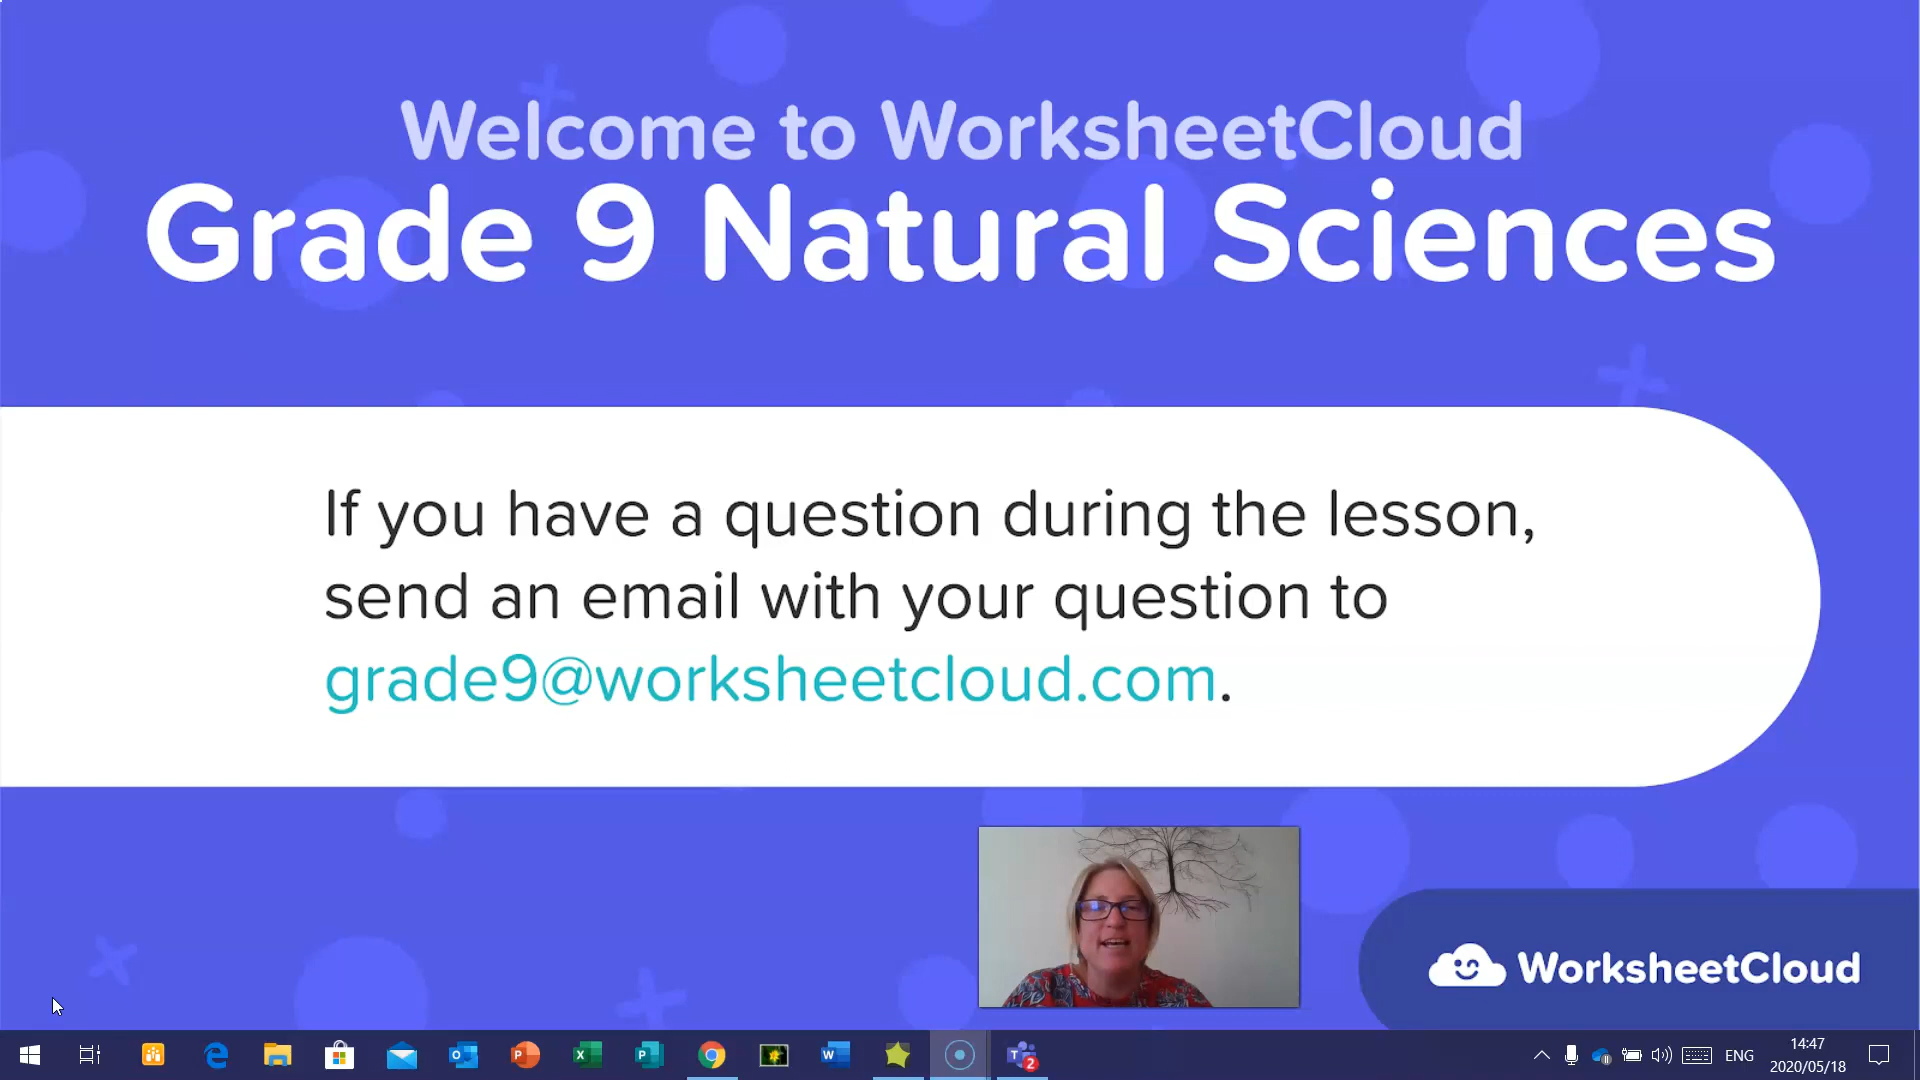 Welcome to WorksheetCloud
Grade 9 Natural Sciences
If you have a question during the lesson,
send an email with your question to
grade9@worksheetcloud.com.
WorksheetCloud
ENG
14:47
2020/05/18
2